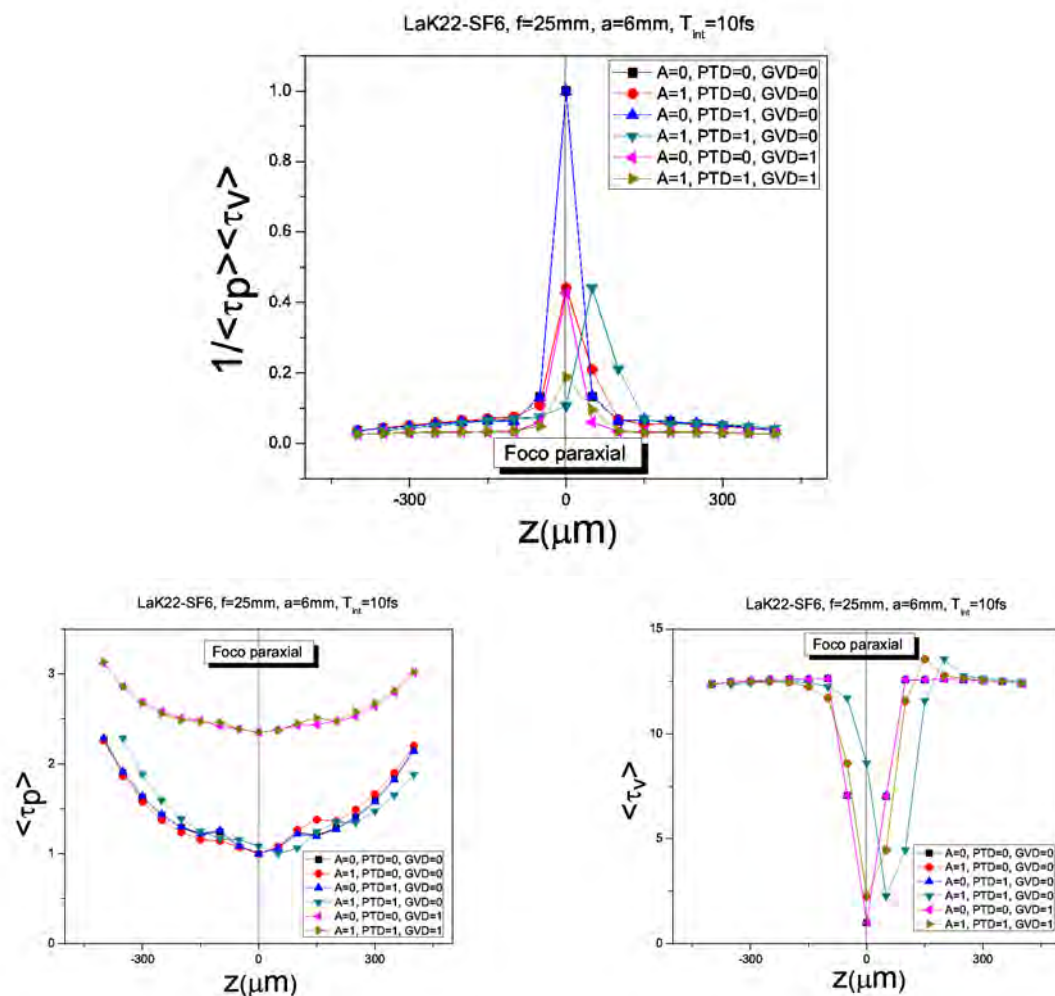 LaK22-SF6, f=25mm, a=6mm, T_int=10fs
A=0, PTD=0, GVD=0
A=1, PTD=0, GVD=0
A=0, PTD=1, GVD=0
A=1, PTD=1, GVD=0
A=0, PTD=0, GVD=1
A=1, PTD=1, GVD=1
1.0
0.8
0.6
0.4
0.2
0.0
1/<τp><τv>
Foco paraxial
-300 0 300
z(μm)
LaK22-SF6, f=25mm, a=6mm, T_int=10fs
Foco paraxial
3
2
1
0
<τp>
A=0, PTD=0, GVD=0
A=1, PTD=0, GVD=0
A=0, PTD=1, GVD=0
A=1, PTD=1, GVD=0
A=0, PTD=0, GVD=1
A=1, PTD=1, GVD=1
-300 0 300
z(μm)
LaK22-SF6, f=25mm, a=6mm, T_int=10fs
Foco paraxial
15
10
5
0
<τv>
A=0, PTD=0, GVD=0
A=1, PTD=0, GVD=0
A=0, PTD=1, GVD=0
A=1, PTD=1, GVD=0
A=0, PTD=0, GVD=1
A=1, PTD=1, GVD=1
-300 0 300
z(μm)